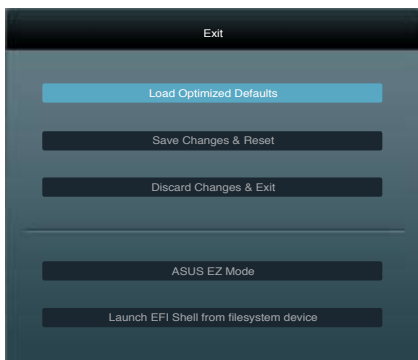 Exit
Load Optimized Defaults
Save Changes & Reset
Discard Changes & Exit
ASUS EZ Mode
Launch EFI Shell from filesystem device